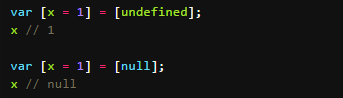 var [x = 1] = [undefined];
x // 1
var [x = 1] = [null];
x // null